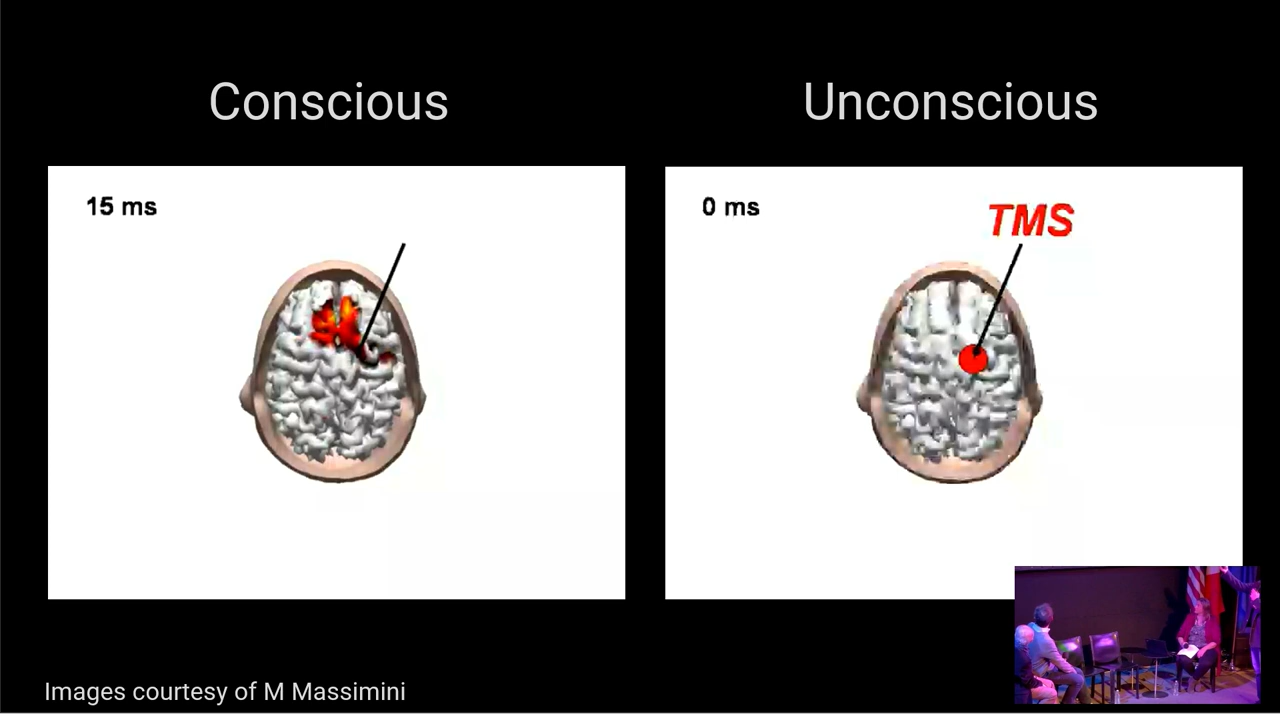 Conscious
Unconscious
15 ms
0 ms
TMS
Images courtesy of M Massimini